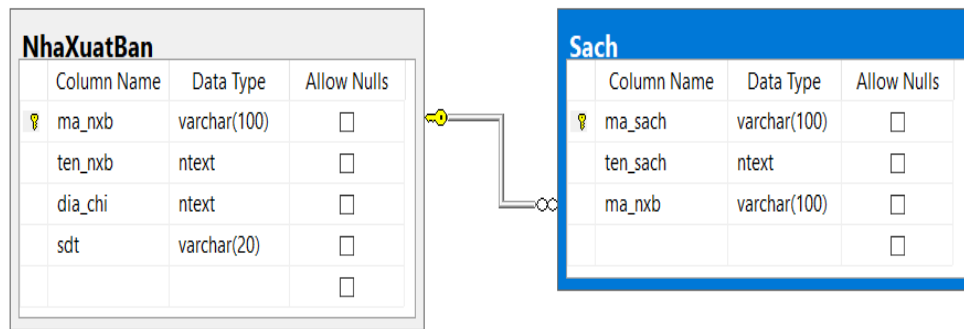 NhaXuatBan
Column Name Data Type Allow Nulls
ma_nxb varchar(100)
ten_nxb ntext
dia_chi ntext
sdt varchar(20)
Sach
Column Name Data Type Allow Nulls
ma_sach varchar(100)
ten_sach ntext
ma_nxb varchar(100)